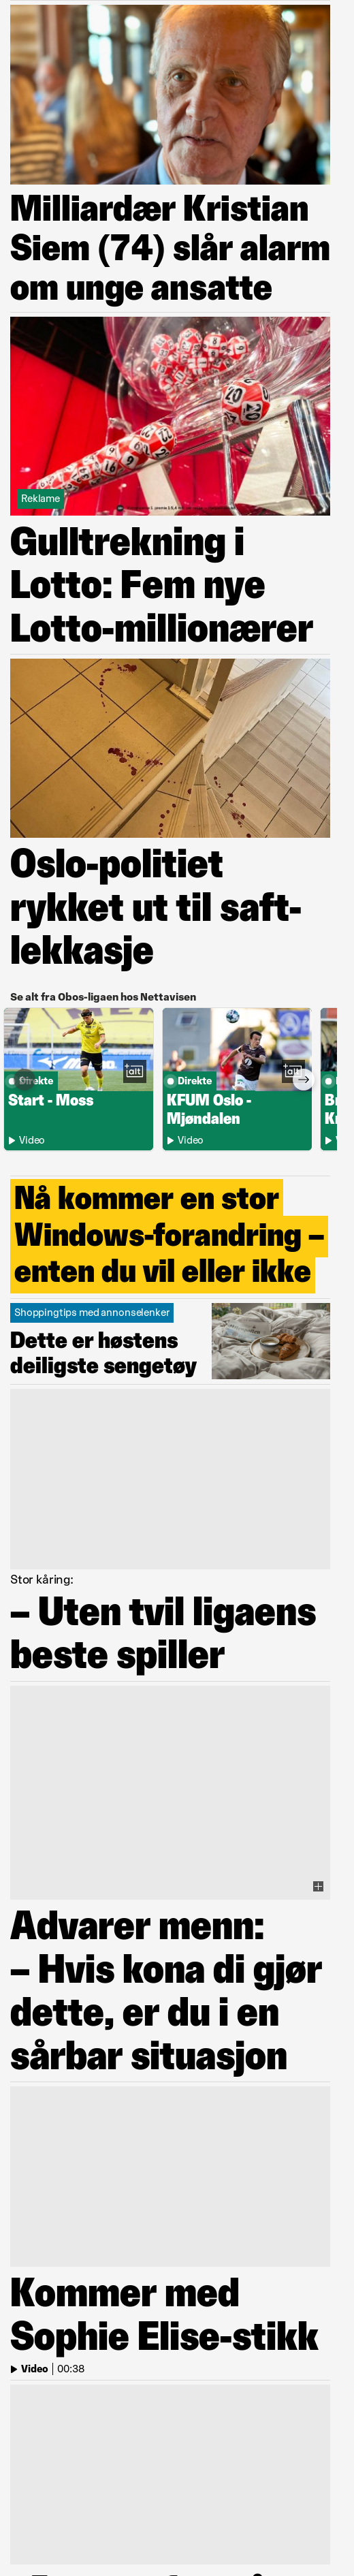 Milliardær Kristian
Siem (74) slår alarm
om unge ansatte
Reklame
Gulltrekning i
Lotto: Fem nye
Lotto-millionærer
Oslo-politiet
rykket ut til saft-
lekkasje
Se alt fra Obos-ligaen hos Nettavisen
Direkte
alt
Start - Moss
Video
Direkte
alt
KFUM Oslo -
Mjøndalen
Video
Nå kommer en stor
Windows-forandring –
enten du vil eller ikke
Shoppingtips med annonselenker
Dette er høstens
deiligste sengetøy
Stor kåring:
– Uten tvil ligaens
beste spiller
Advarer menn:
– Hvis kona di gjør
dette, er du i en
sårbar situasjon
Kommer med
Sophie Elise-stikk
Video | 00:38